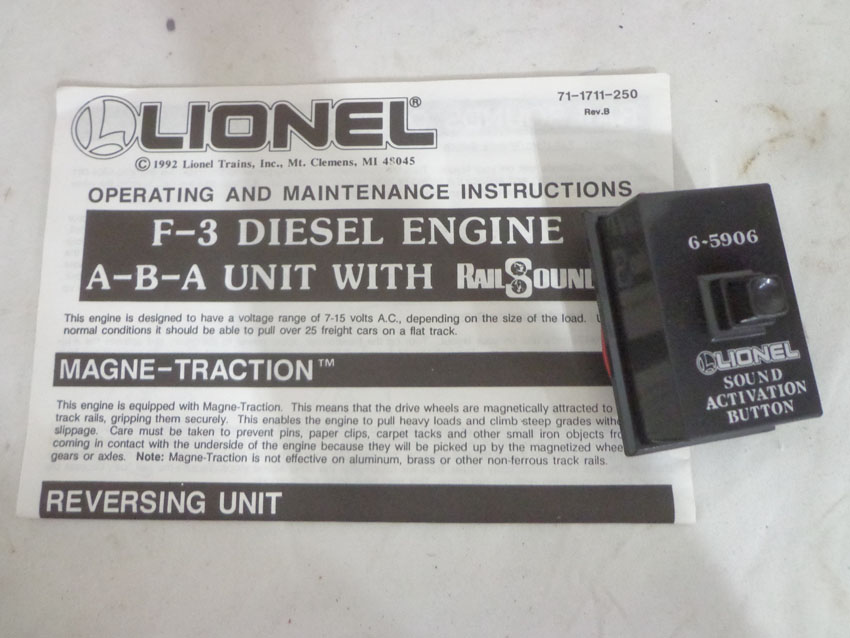 LIONEL®
71-1711-250
Rev.B
© 1992 Lionel Trains, Inc., Mt. Clemens, MI 48045
OPERATING AND MAINTENANCE INSTRUCTIONS
F-3 DIESEL ENGINE
A-B-A UNIT WITH RAILSOUN
This engine is designed to have a voltage range of 7-15 volts A.C., depending on the size of the load.
normal conditions it should be able to pull over 25 freight cars on a flat track.
MAGNE-TRACTION™
This engine is equipped with Magne-Traction. This means that the drive wheels are magnetically attracted to
track rails, gripping them securely. This enables the engine to pull heavy loads and climb steep grades
slippage. Care must be taken to prevent pins, paper clips, carpet tacks and other small iron objects
coming in contact with the underside of the engine because they will be picked up by the magnetized
gears or axles. Note: Magne-Traction is not effective on aluminum, brass or other non-ferrous track rails.
REVERSING UNIT
6-5906
LIONEL
SOUND
ACTIVATION
BUTTON